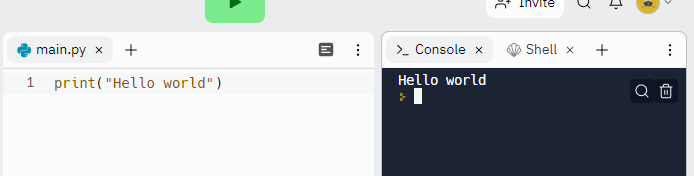 Invite
main.py
1 print("Hello world")
Console
Shell
Hello world